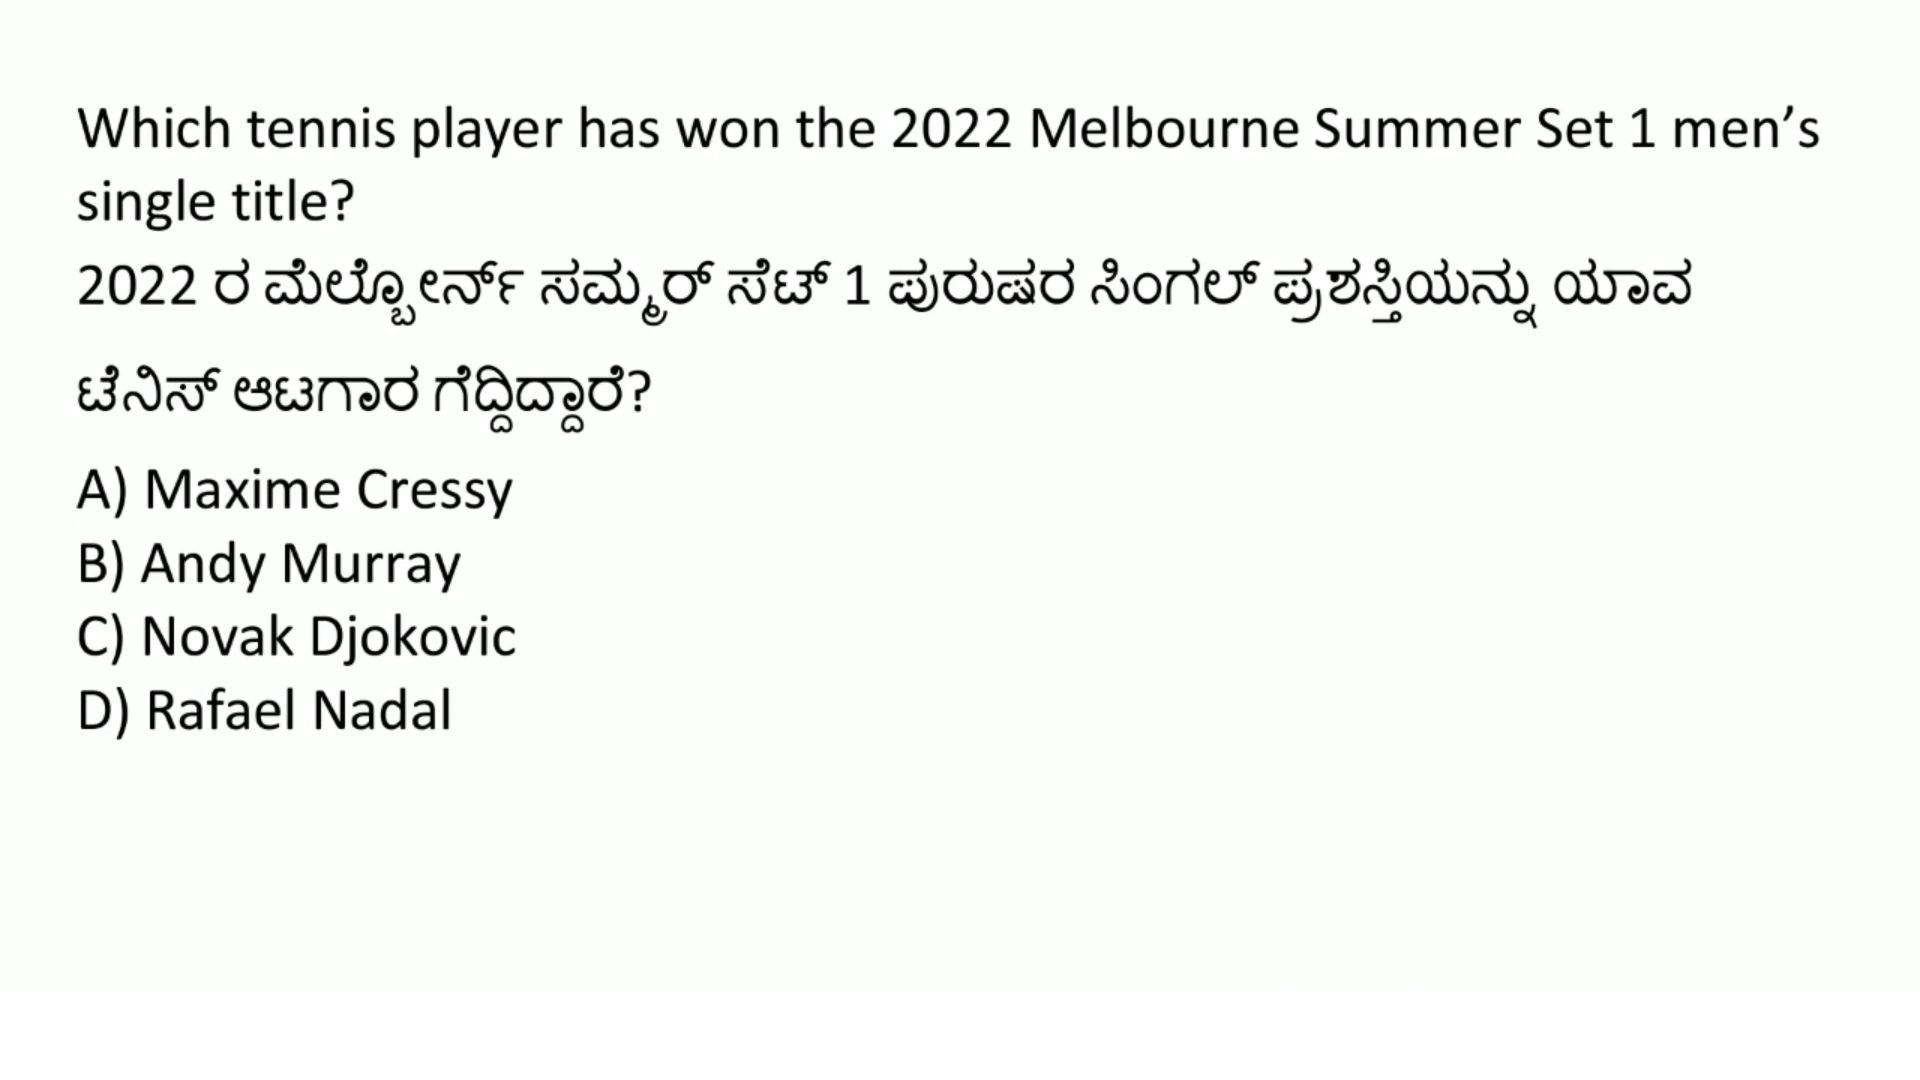 Which tennis player has won the 2022 Melbourne Summer Set 1 men’s
single title?
2022 ರ ಮೆಲ್ಬೊರ್ನ್ ಸಮ್ಮರ್ ಸೆಟ್ 1 ಪುರುಷರ ಸಿಂಗಲ್ ಪ್ರಶಸ್ತಿಯನ್ನು ಯಾವ
ಟೆನಿಸ್ ಆಟಗಾರ ಗೆದ್ದಿದ್ದಾರೆ?
A) Maxime Cressy
B) Andy Murray
C) Novak Djokovic
D) Rafael Nadal